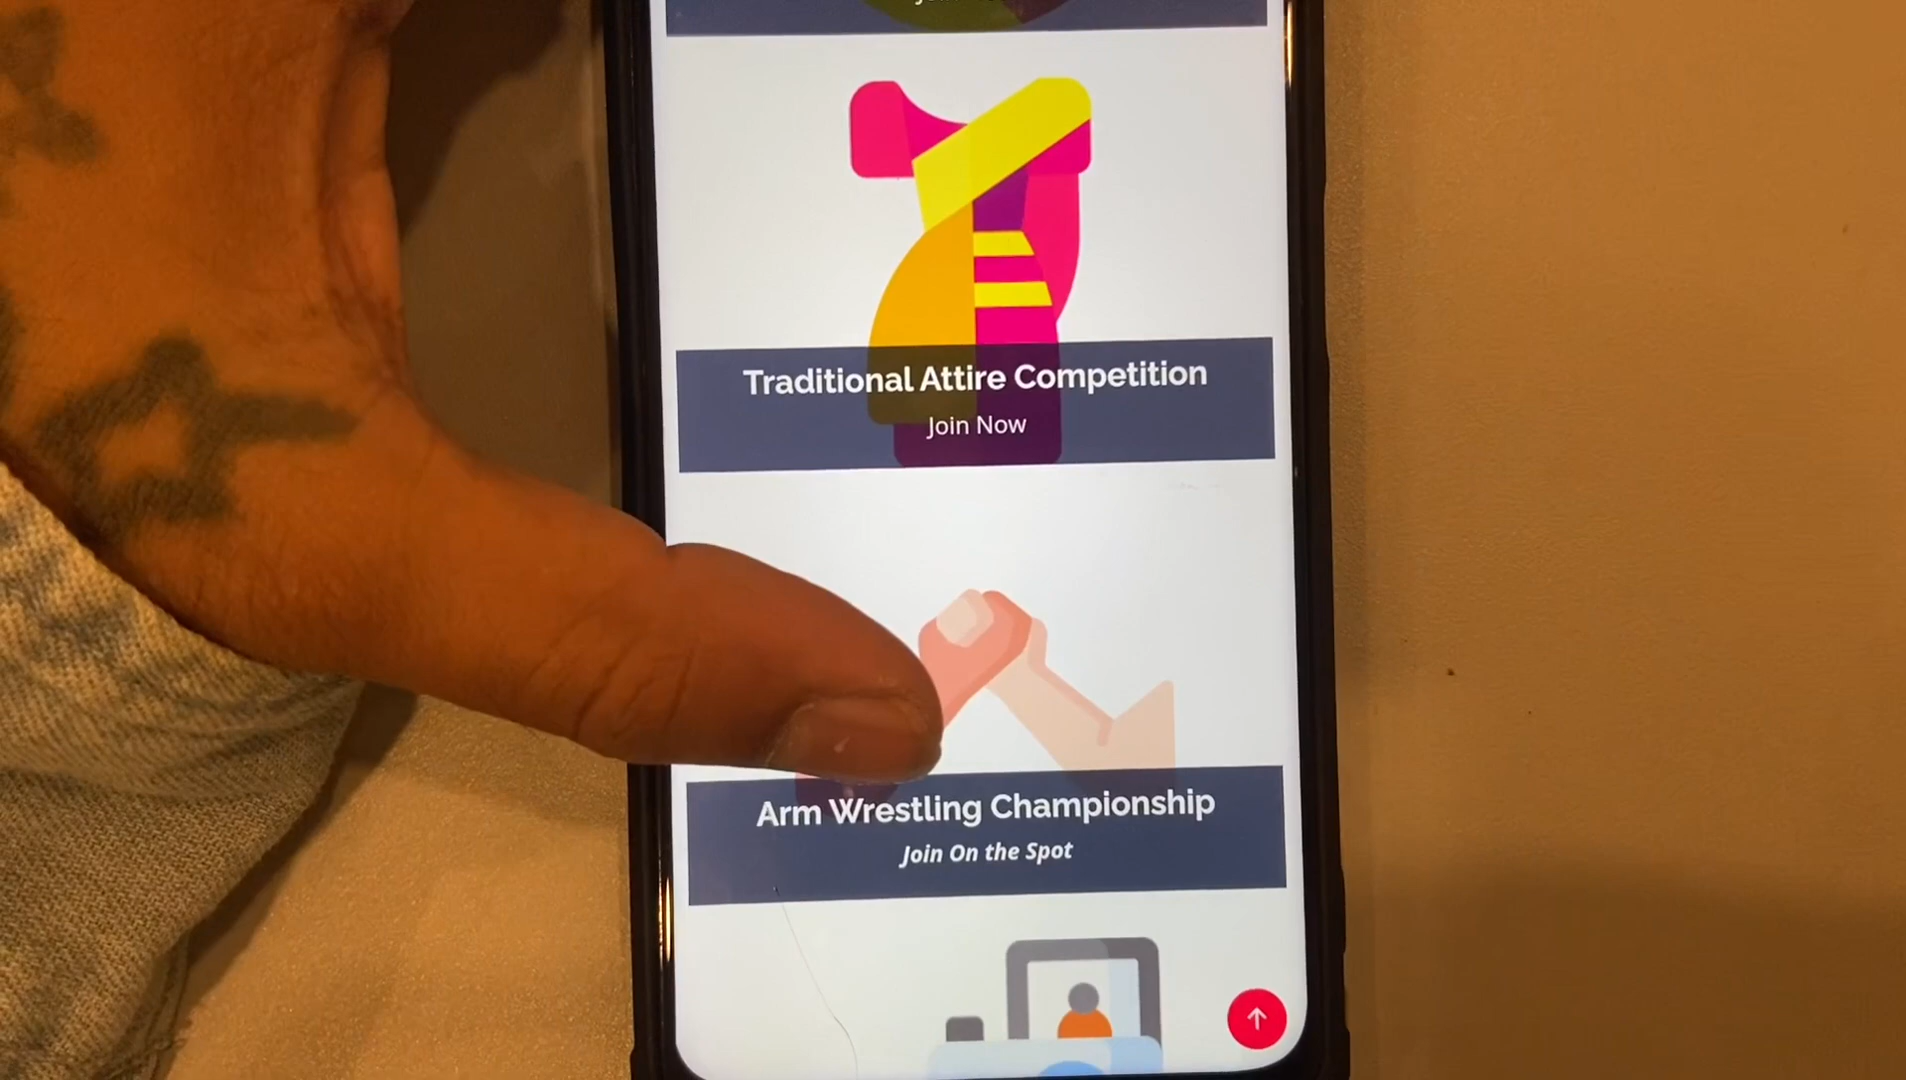 Traditional Attire Competition
Join Now
Arm Wrestling Championship
Join On the Spot